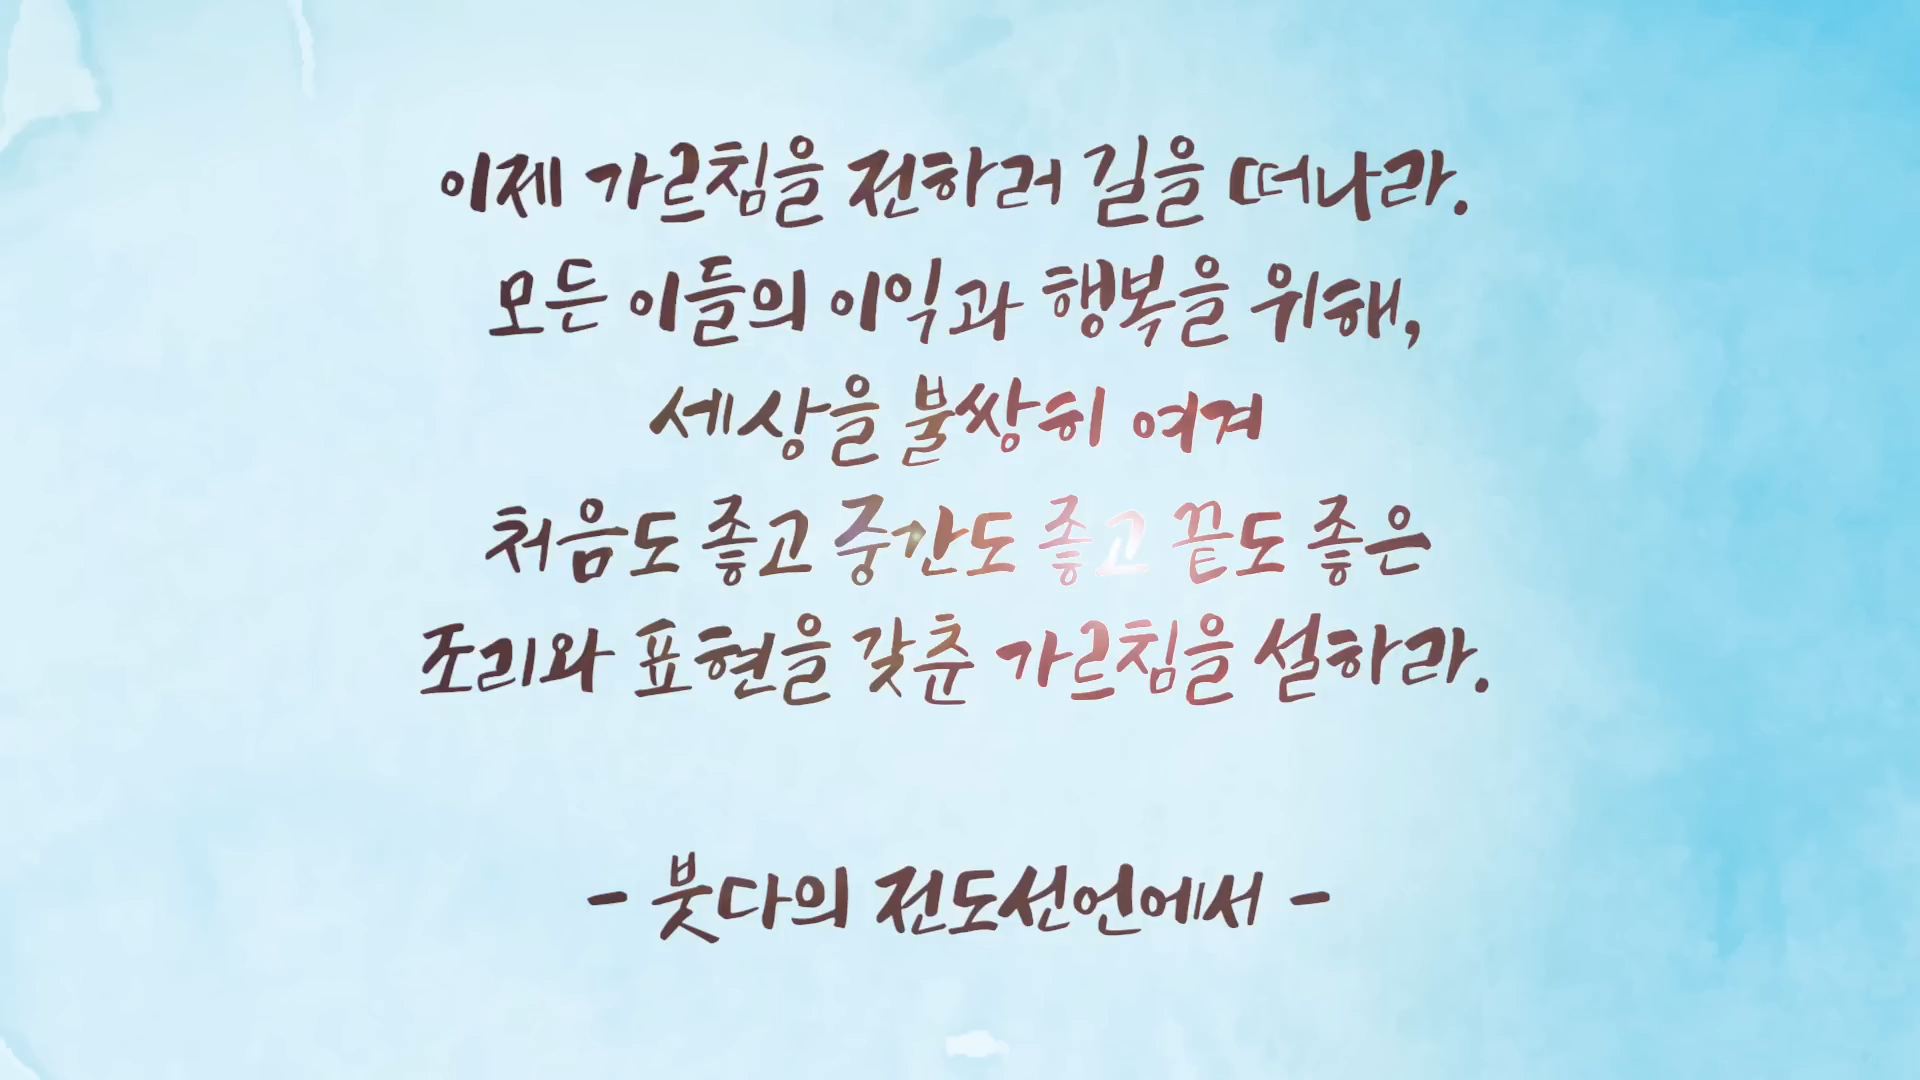 이제 가르침을 전하러 길을 떠나라.
모든 이들의 이익과 행복을 위해,
세상을 불쌍히 여겨
처음도 좋고 중간도 좋고 끝도 좋은
조리와 표현을 갖춘 가르침을 설하라.
- 붓다의 전도선언에서 -